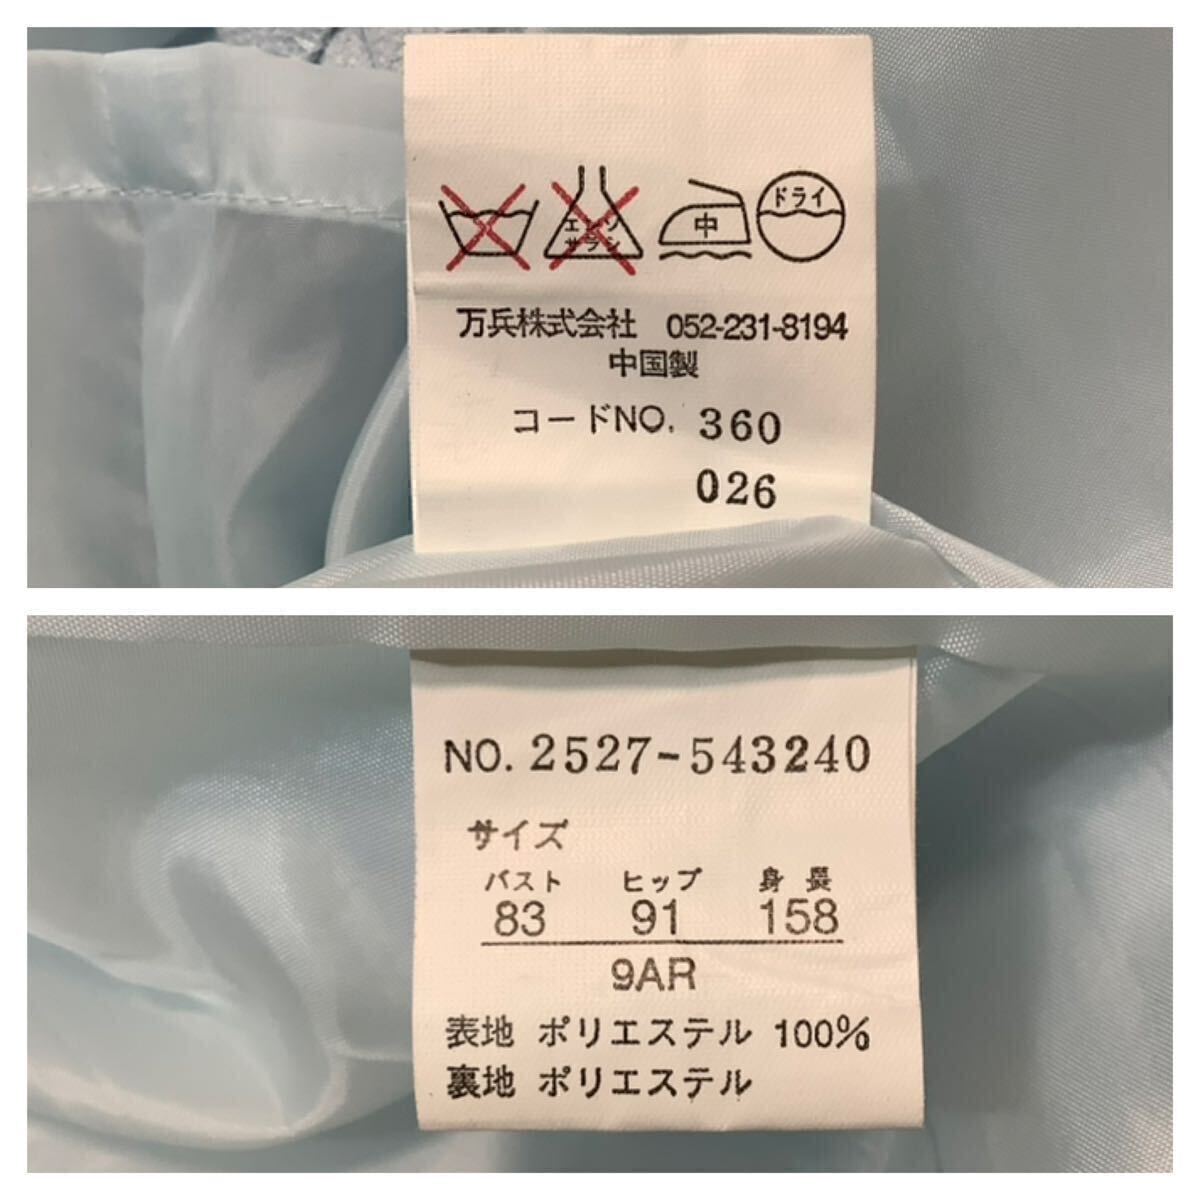 エンソ
サラシ
中
ドライ
万兵株式会社 052-231-8194
中国製
コードNO. 360
026
NO. 2527-543240
サイズ
バスト ヒップ 身長
83 91 158
9AR
表地 ポリエステル 100%
裏地 ポリエステル